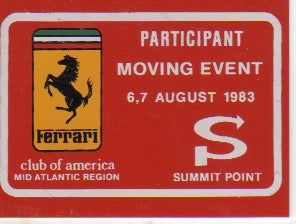 PARTICIPANT
MOVING EVENT
6,7 AUGUST 1983
Ferrari
club of america
MID ATLANTIC REGION
S
SUMMIT POINT